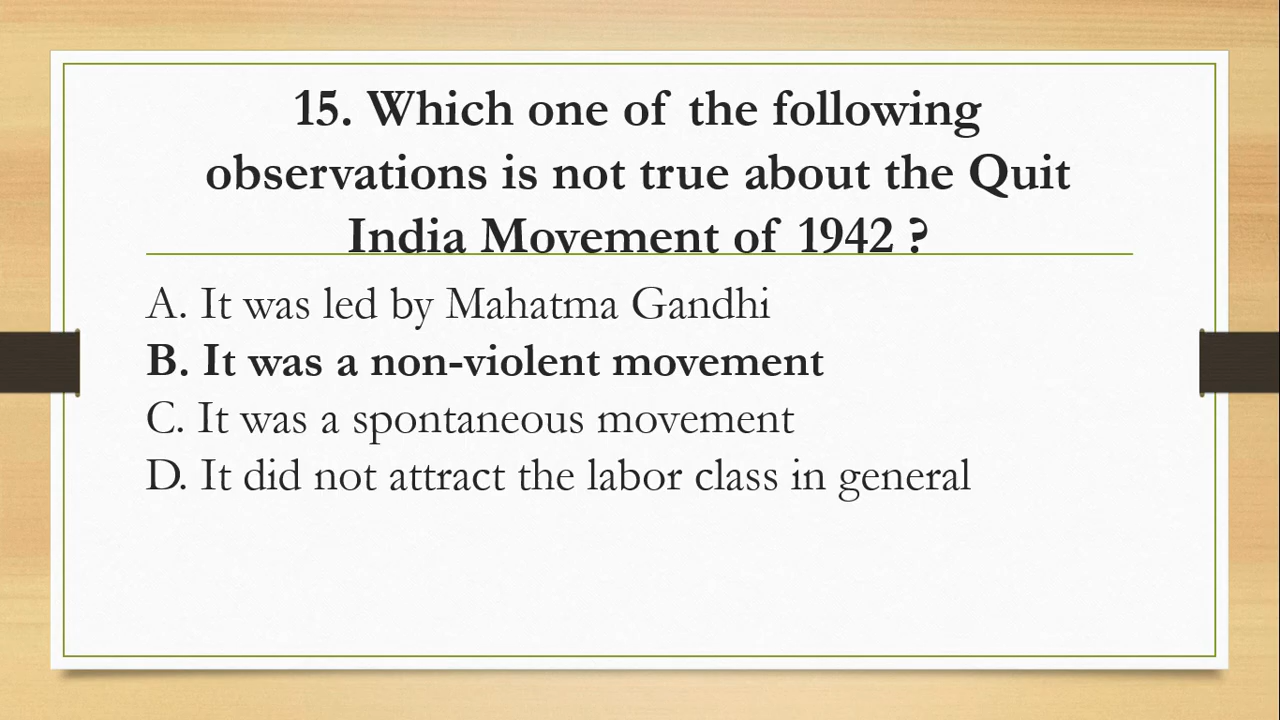 15. Which one of the following
observations is not true about the Quit
India Movement of 1942 ?
A. It was led by Mahatma Gandhi
B. It was a non-violent movement
C. It was a spontaneous movement
D. It did not attract the labor class in general